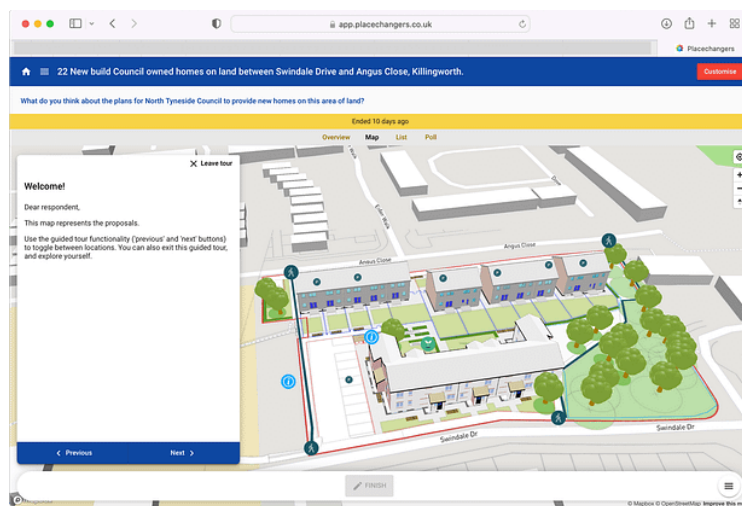 app.placechangers.co.uk
Placechangers
22 New build Council owned homes on land between Swindale Drive and Angus Close, Killingworth.
Customise
What do you think about the plans for North Tyneside Council to provide new homes on this area of land?
Ended 10 days ago
Overview Map List Poll
Leave tour
Welcome!
Dear respondent,
This map represents the proposals.
Use the guided tour functionality ('previous' and 'next' buttons)
to toggle between locations. You can also exit this guided tour,
and explore yourself.
Angus Close
Angus Close
P
P
P
P
P
P
Swindale Dr
Swindale Dr
Previous Next
FINISH
© Mapbox © OpenStreetMap Improve this m